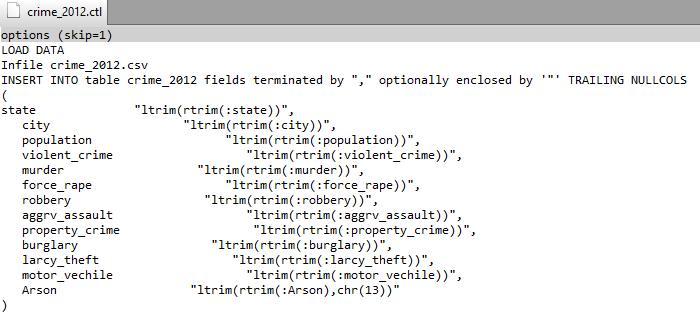 crime_2012.ctl
options (skip=1)
LOAD DATA
Infile crime_2012.csv
INSERT INTO table crime_2012 fields terminated by "," optionally enclosed by '"' TRAILING NULLCOLS
(
state "ltrim(rtrim(:state))",
city "ltrim(rtrim(:city))",
population "ltrim(rtrim(:population))",
violent_crime "ltrim(rtrim(:violent_crime))",
murder "ltrim(rtrim(:murder))",
force_rape "ltrim(rtrim(:force_rape))",
robbery "ltrim(rtrim(:robbery))",
aggrv_assault "ltrim(rtrim(:aggrv_assault))",
property_crime "ltrim(rtrim(:property_crime))",
burglary "ltrim(rtrim(:burglary))",
larcy_theft "ltrim(rtrim(:larcy_theft))",
motor_vechile "ltrim(rtrim(:motor_vechile))",
Arson "ltrim(rtrim(:Arson),chr(13))"
)